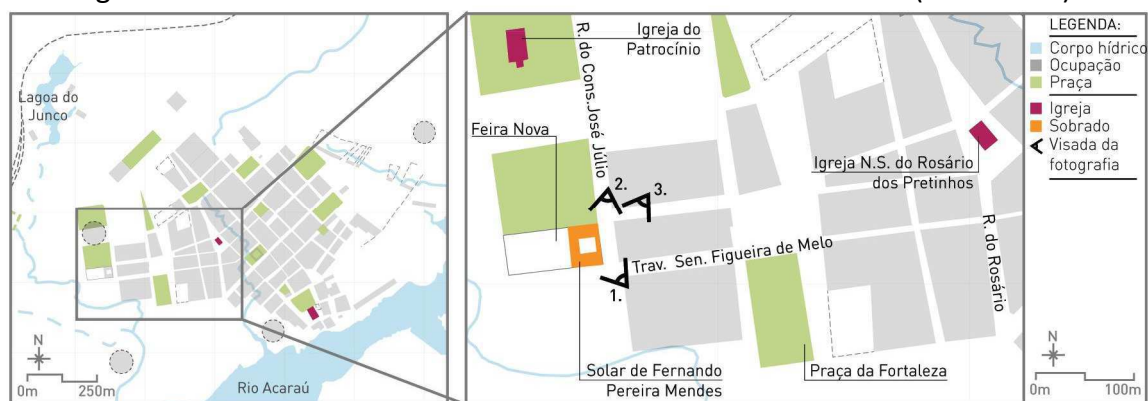 Lagoa do
Junco
N
0m 250m
Rio Acaraú
Igreja do
Patrocínio
R. do Cons.José Júlio
Feira Nova
2.
3.
1.
Igreja N.S. do Rosário
dos Pretinhos
Trav. Sen. Figueira de Melo
R. do Rosário
Solar de Fernando
Pereira Mendes
Praça da Fortaleza
LEGENDA:
Corpo hídrico
Ocupação
Praça
Igreja
Sobrado
Visada da
fotografia
N
0m 100m